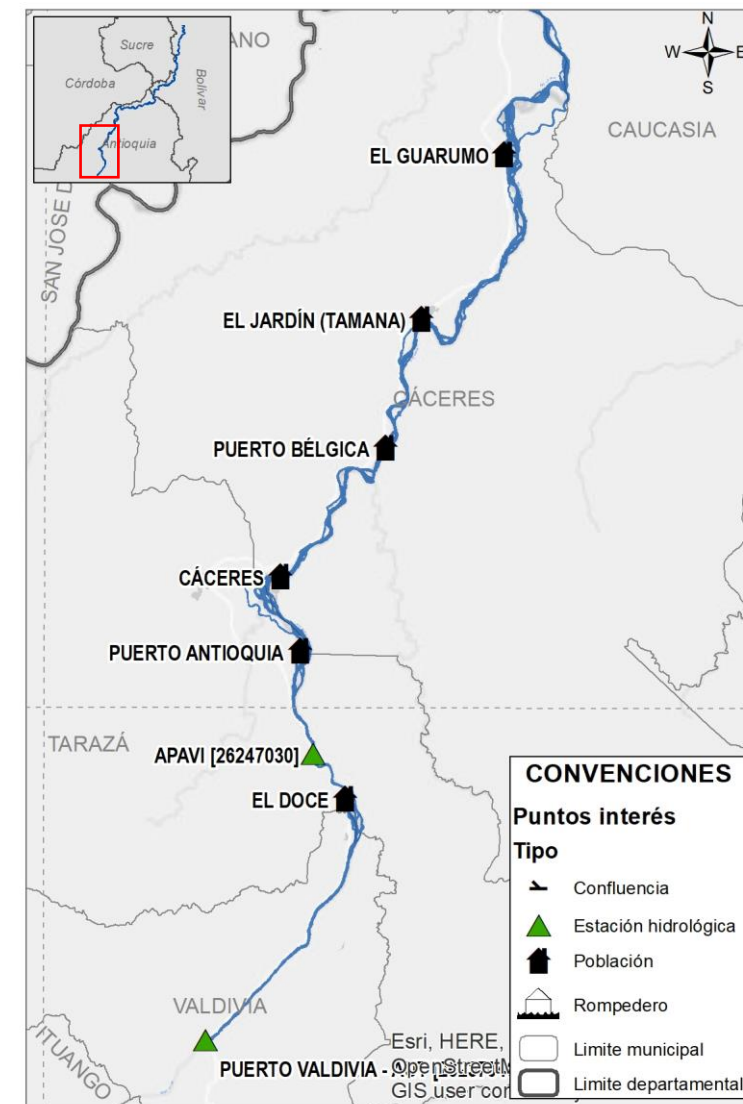 Sucre
Córdoba
Bolivar
Antioquia
ANO
N
W E
S
CAUCASIA
EL GUARUMO
SAN JOSE D
EL JARDÍN (TAMANA)
CÁCERES
PUERTO BÉLGICA
CÁCERES
PUERTO ANTIOQUIA
TARAZÁ
APAVI [26247030]
EL DOCE
VALDIVIA
ITUANGO
PUERTO VALDIVIA -
Esri, HERE,
GIS user con
CONVENCIONES
Puntos interés
Tipo
Confluencia
Estación hidrológica
Población
Rompedero
Limite municipal
Limite departamental